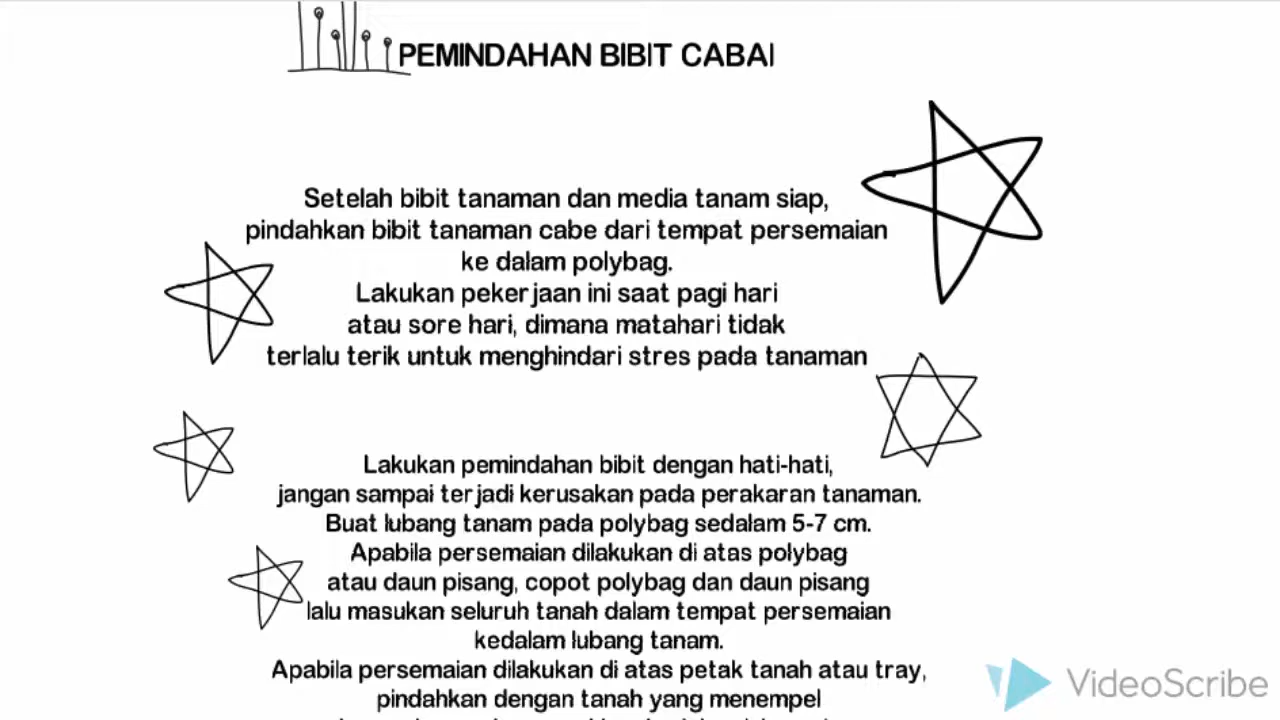 PEMINDAHAN BIBIT CABAI
Setelah bibit tanaman dan media tanam siap,
pindahkan bibit tanaman cabe dari tempat persemaian
ke dalam polybag.
Lakukan pekerjaan ini saat pagi hari
atau sore hari, dimana matahari tidak
terlalu terik untuk menghindari stres pada tanaman
Lakukan pemindahan bibit dengan hati-hati,
jangan sampai terjadi kerusakan pada perakaran tanaman.
Buat lubang tanam pada polybag sedalam 5-7 cm.
Apabila persemaian dilakukan di atas polybag
atau daun pisang, copot polybag dan daun pisang
lalu masukan seluruh tanah dalam tempat persemaian
kedalam lubang tanam.
Apabila persemaian dilakukan di atas petak tanah atau tray,
pindahkan dengan tanah yang menempel
VideoScribe